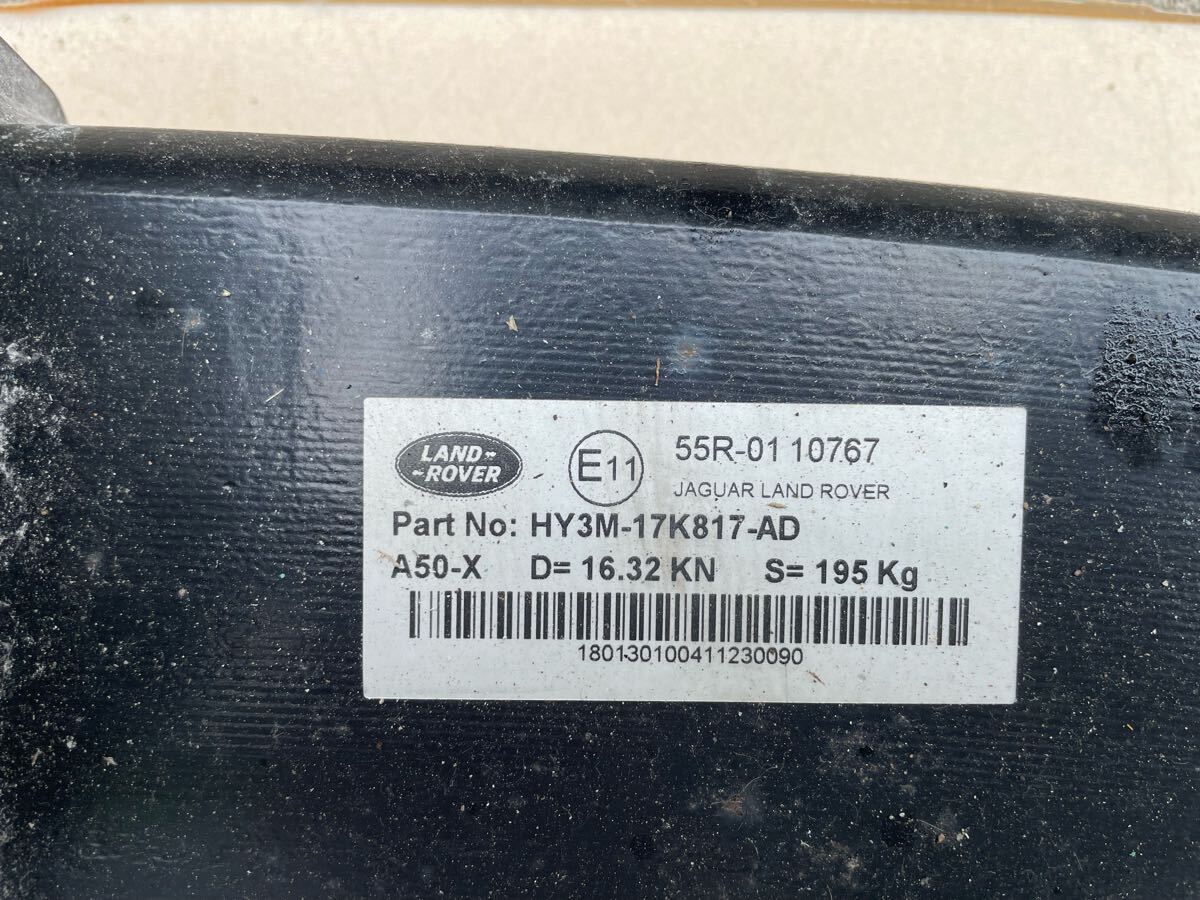 LAND
ROVER
E11
55R-01 10767
JAGUAR LAND ROVER
Part No: HY3M-17K817-AD
A50-X D= 16.32 KN S= 195 Kg
180130100411230090